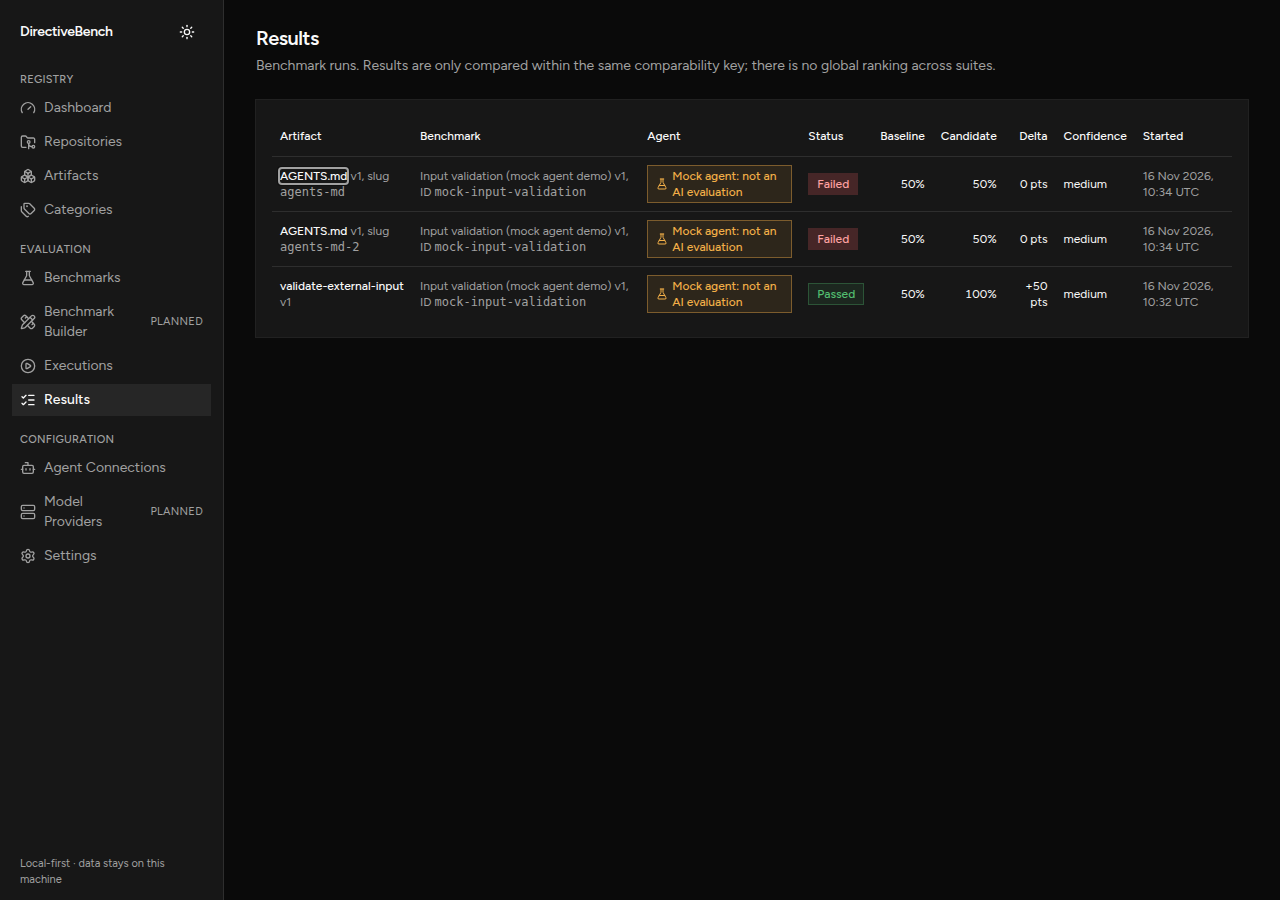 DirectiveBench
REGISTRY
Dashboard
Repositories
Artifacts
Categories
EVALUATION
Benchmarks
Benchmark
Builder
PLANNED
Executions
Results
CONFIGURATION
Agent Connections
Model
Providers
PLANNED
Settings
Local-first · data stays on this
machine
Results
Benchmark runs. Results are only compared within the same comparability key; there is no global ranking across suites.
Artifact Benchmark Agent Status Baseline Candidate Delta Confidence Started
AGENTS.md v1, slug
agents-md
Input validation (mock agent demo) v1,
ID mock-input-validation
Mock agent: not an
AI evaluation
Failed
50%
50%
0 pts
medium
16 Nov 2026,
10:34 UTC
AGENTS.md v1, slug
agents-md-2
Input validation (mock agent demo) v1,
ID mock-input-validation
Mock agent: not an
AI evaluation
Failed
50%
50%
0 pts
medium
16 Nov 2026,
10:34 UTC
validate-external-input
v1
Input validation (mock agent demo) v1,
ID mock-input-validation
Mock agent: not an
AI evaluation
Passed
50%
100%
+50
pts
medium
16 Nov 2026,
10:32 UTC